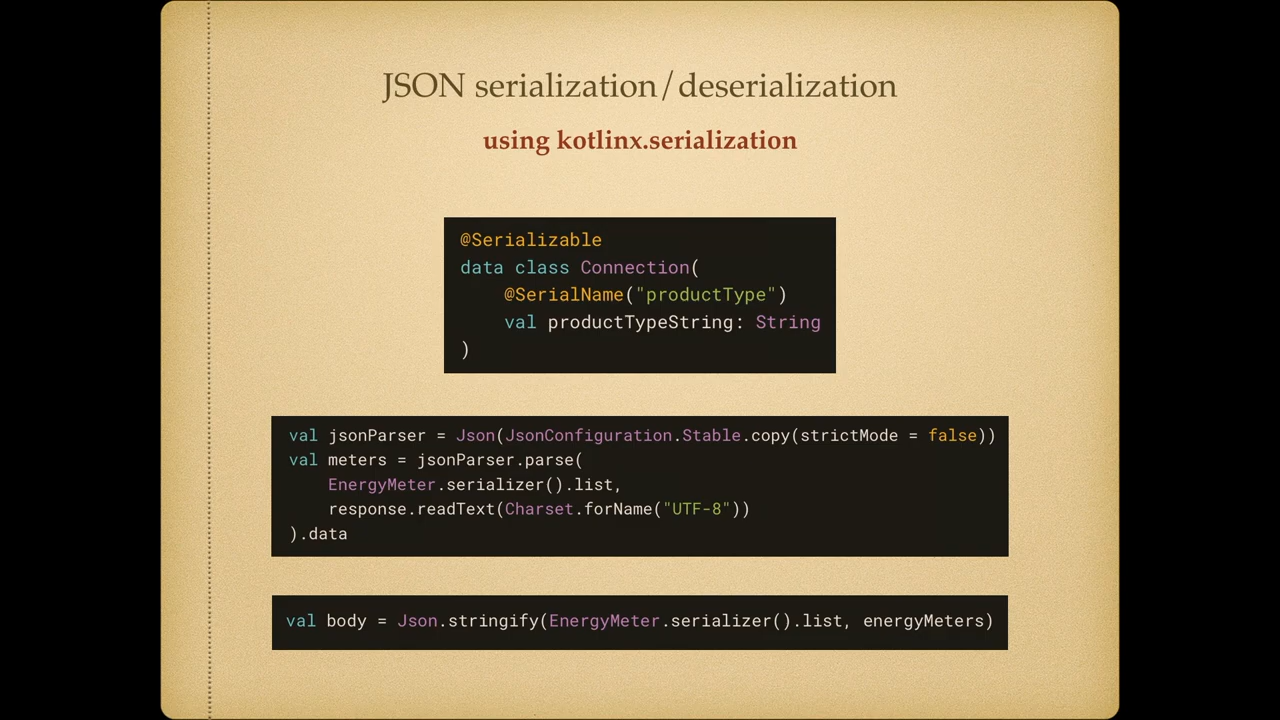 JSON serialization/deserialization
using kotlinx.serialization
@Serializable
data class Connection(
    @SerialName("productType")
    val productTypeString: String
)
val jsonParser = Json(JsonConfiguration.Stable.copy(strictMode = false))
val meters = jsonParser.parse(
    EnergyMeter.serializer().list,
    response.readText(Charset.forName("UTF-8"))
).data
val body = Json.stringify(EnergyMeter.serializer().list, energyMeters)